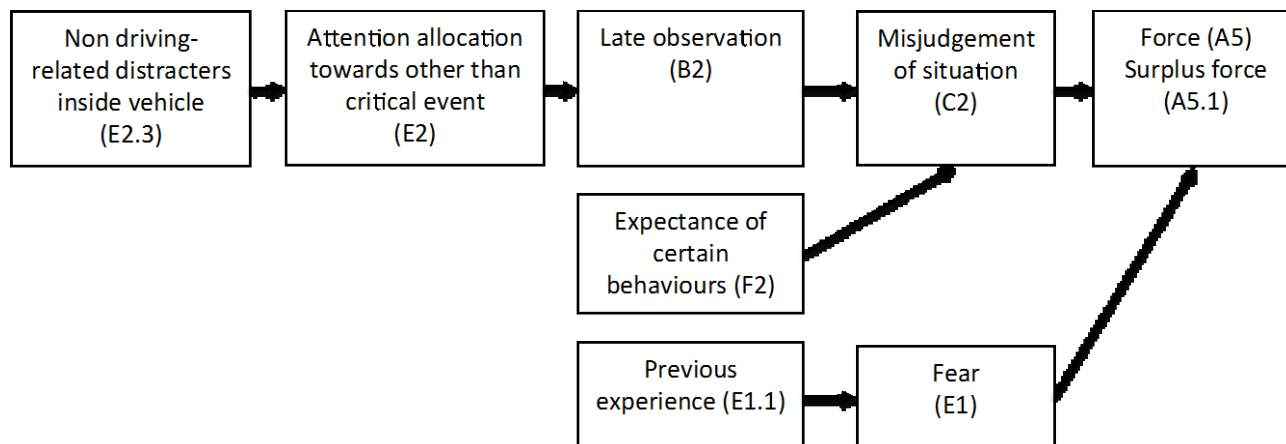 Non driving-
related distracters
inside vehicle
(E2.3)
Attention allocation
towards other than
critical event
(E2)
Late observation
(B2)
Misjudgement
of situation
(C2)
Force (A5)
Surplus force
(A5.1)
Expectance of
certain
behaviours (F2)
Previous
experience (E1.1)
Fear
(E1)